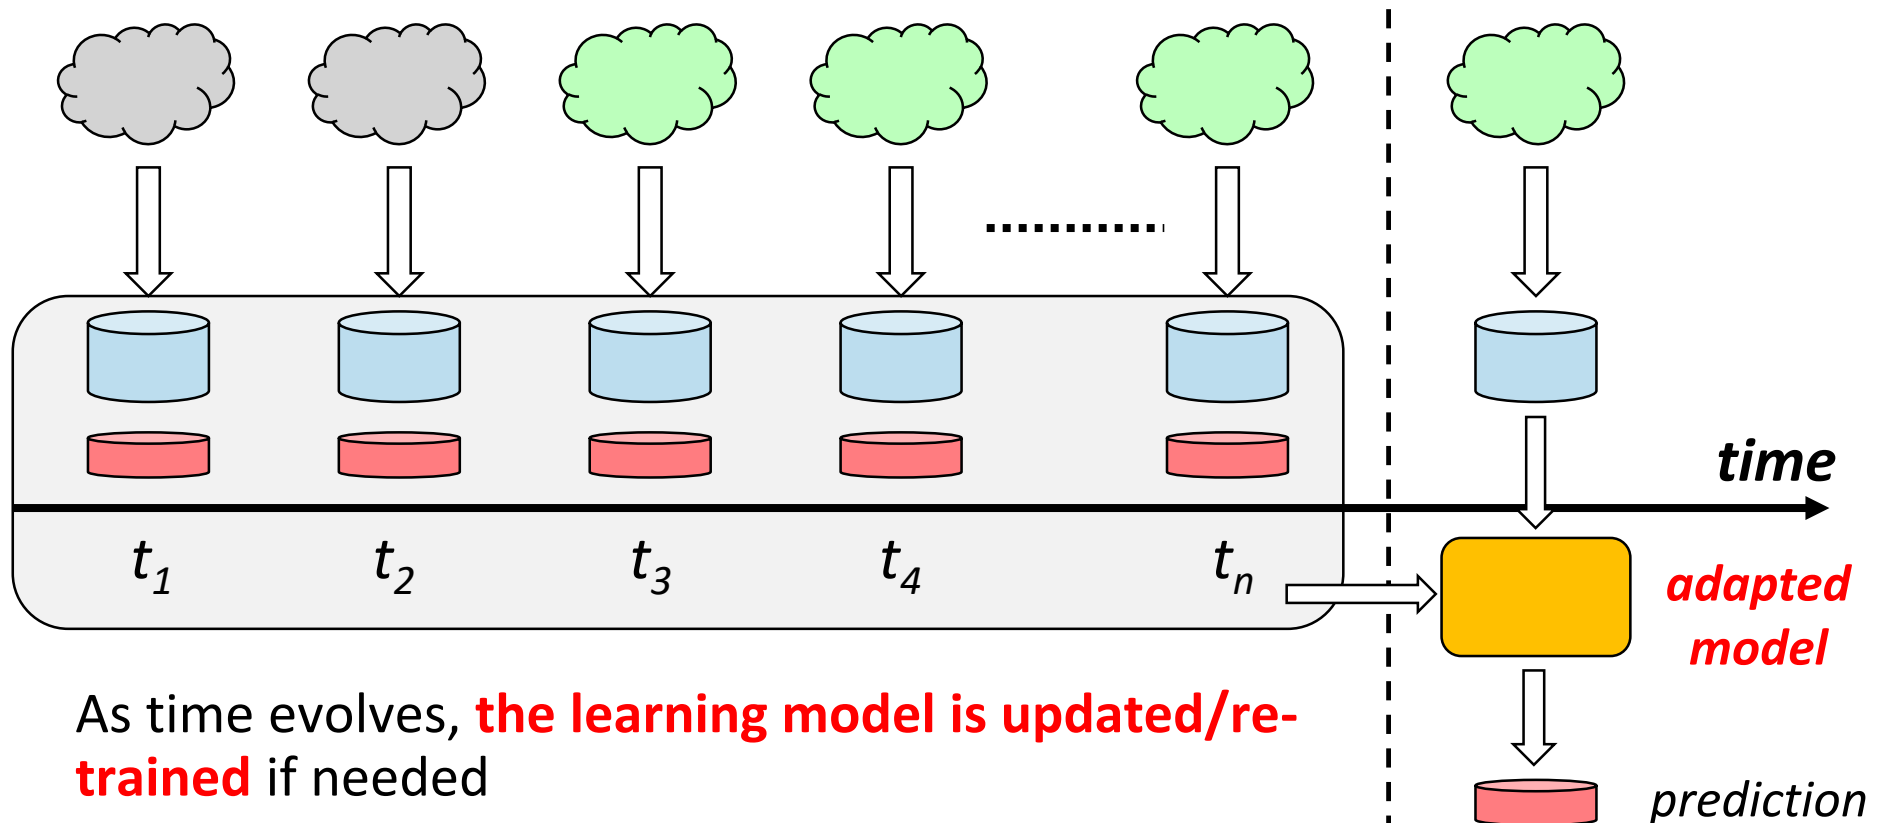 time
t1 t2 t3 t4 tn
adapted
model
As time evolves, the learning model is updated/re-
trained if needed
prediction